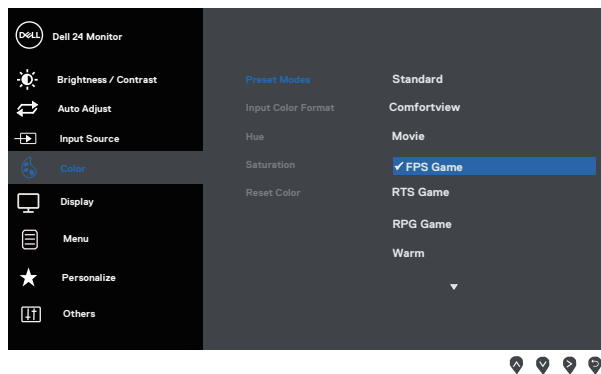 DELL Dell 24 Monitor
Brightness / Contrast
Auto Adjust
Input Source
Color
Display
Menu
Personalize
Others
Preset Modes
Input Color Format
Hue
Saturation
Reset Color
Standard
Comfortview
Movie
✓ FPS Game
RTS Game
RPG Game
Warm